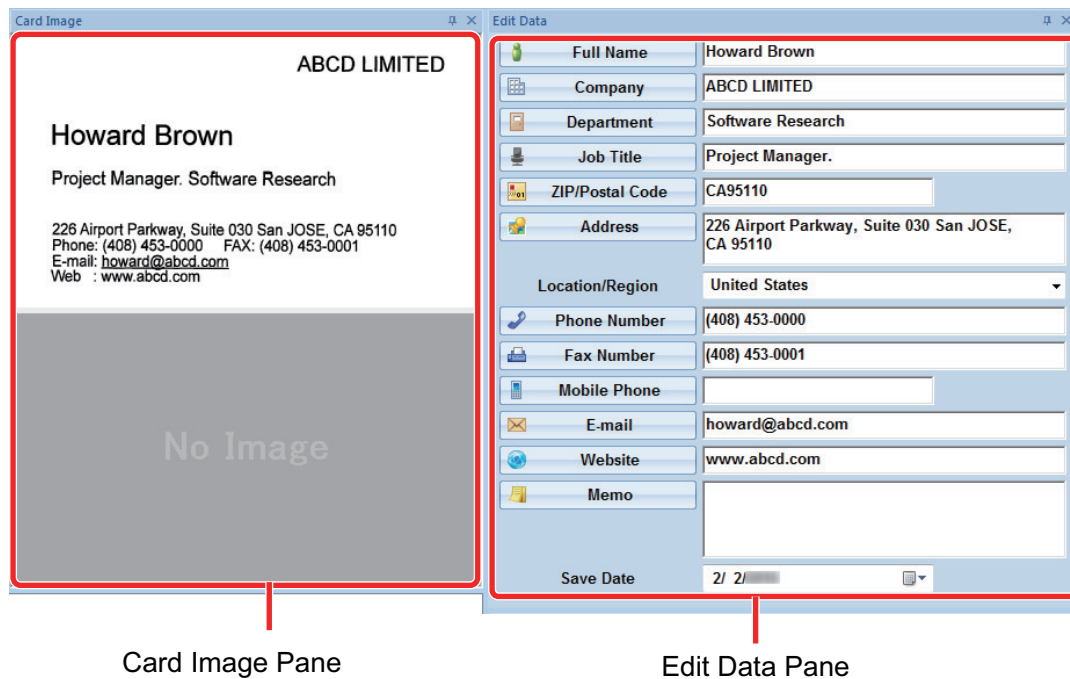 Card Image
ABCD LIMITED
Howard Brown
Project Manager. Software Research
226 Airport Parkway, Suite 030 San JOSE, CA 95110
Phone: (408) 453-0000 FAX: (408) 453-0001
E-mail: howard@abcd.com
Web : www.abcd.com
No Image
Edit Data
Full Name Howard Brown
Company ABCD LIMITED
Department Software Research
Job Title Project Manager.
ZIP/Postal Code CA95110
Address 226 Airport Parkway, Suite 030 San JOSE,
CA 95110
Location/Region United States
Phone Number (408) 453-0000
Fax Number (408) 453-0001
Mobile Phone
E-mail howard@abcd.com
Website www.abcd.com
Memo
Save Date 2/ 2/
Card Image Pane
Edit Data Pane